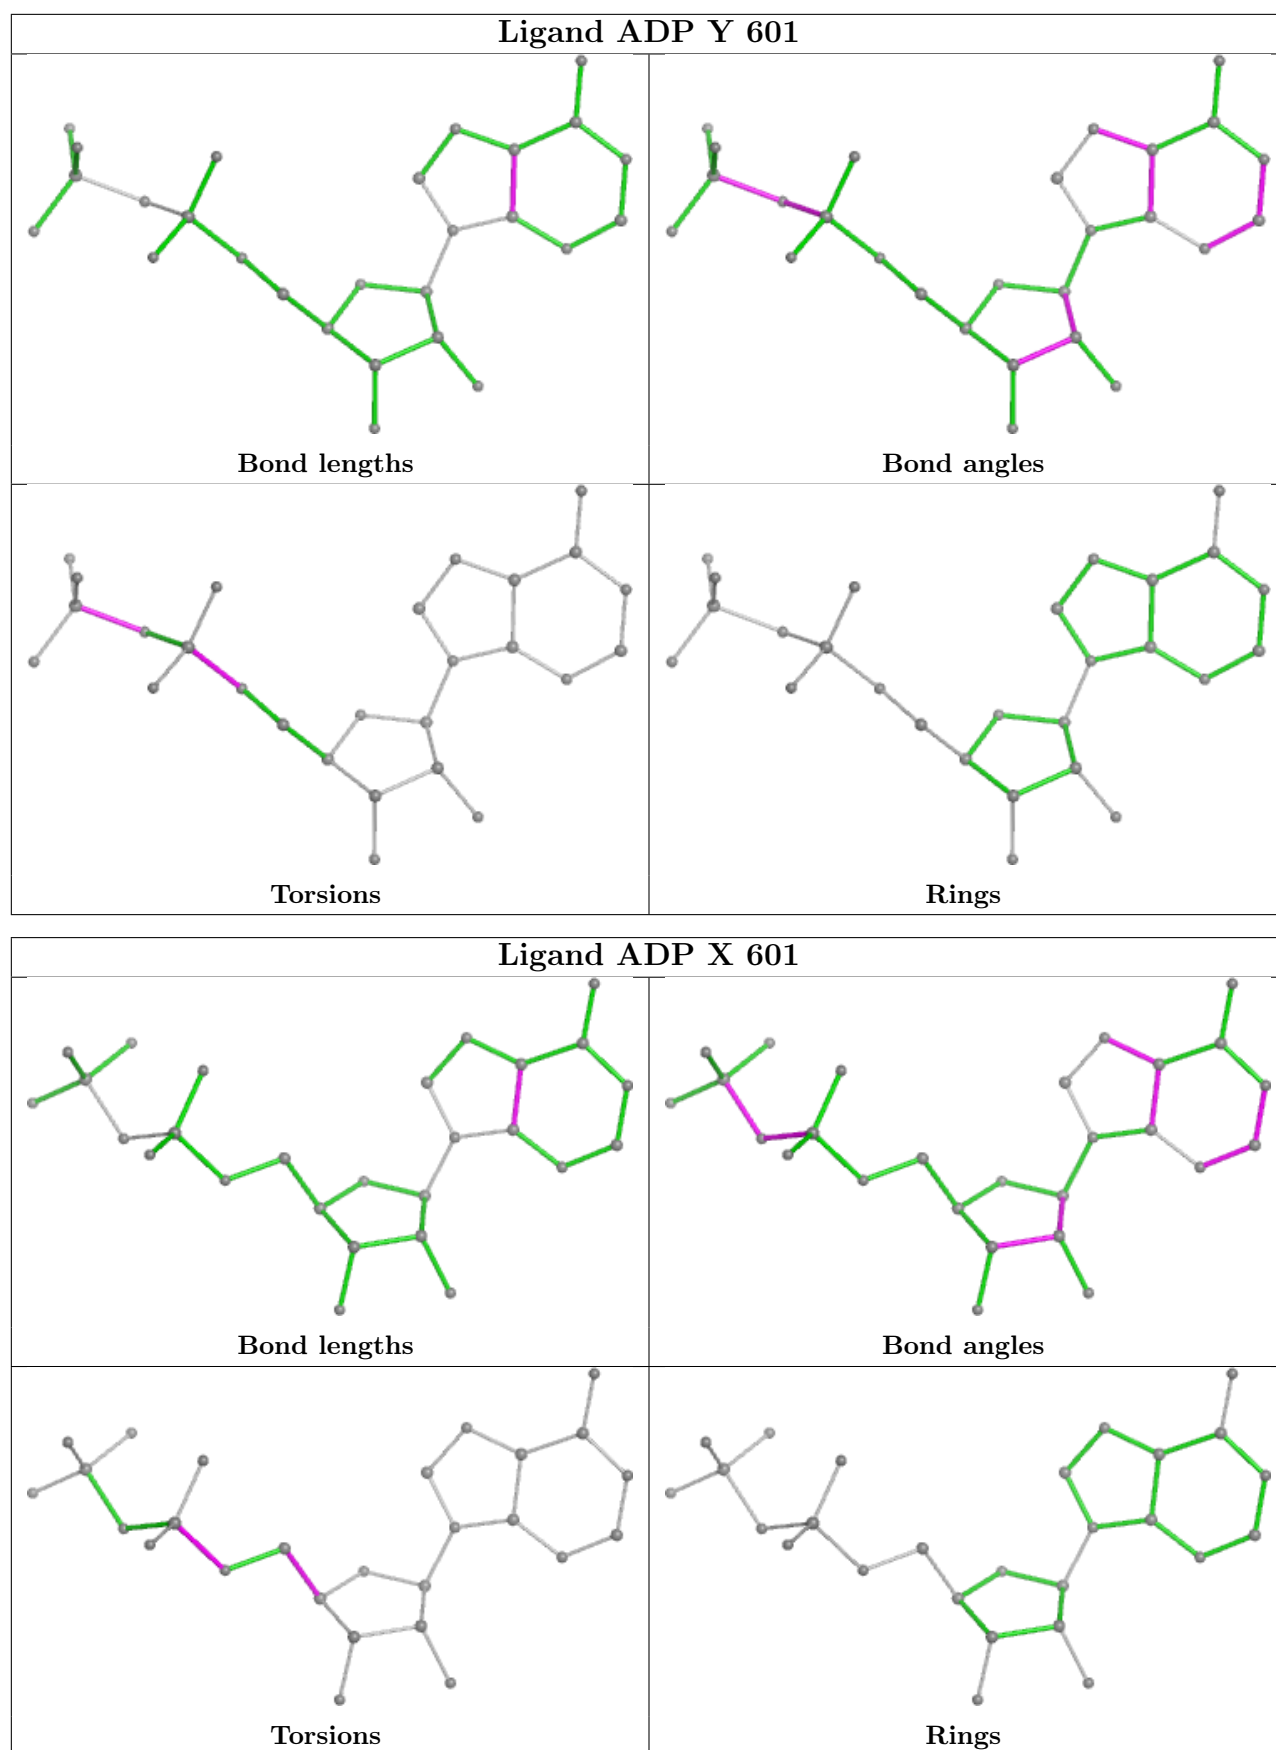 Ligand ADP Y 601
Bond lengths
Bond angles
Torsions
Rings
Ligand ADP X 601
Bond lengths
Bond angles
Torsions
Rings